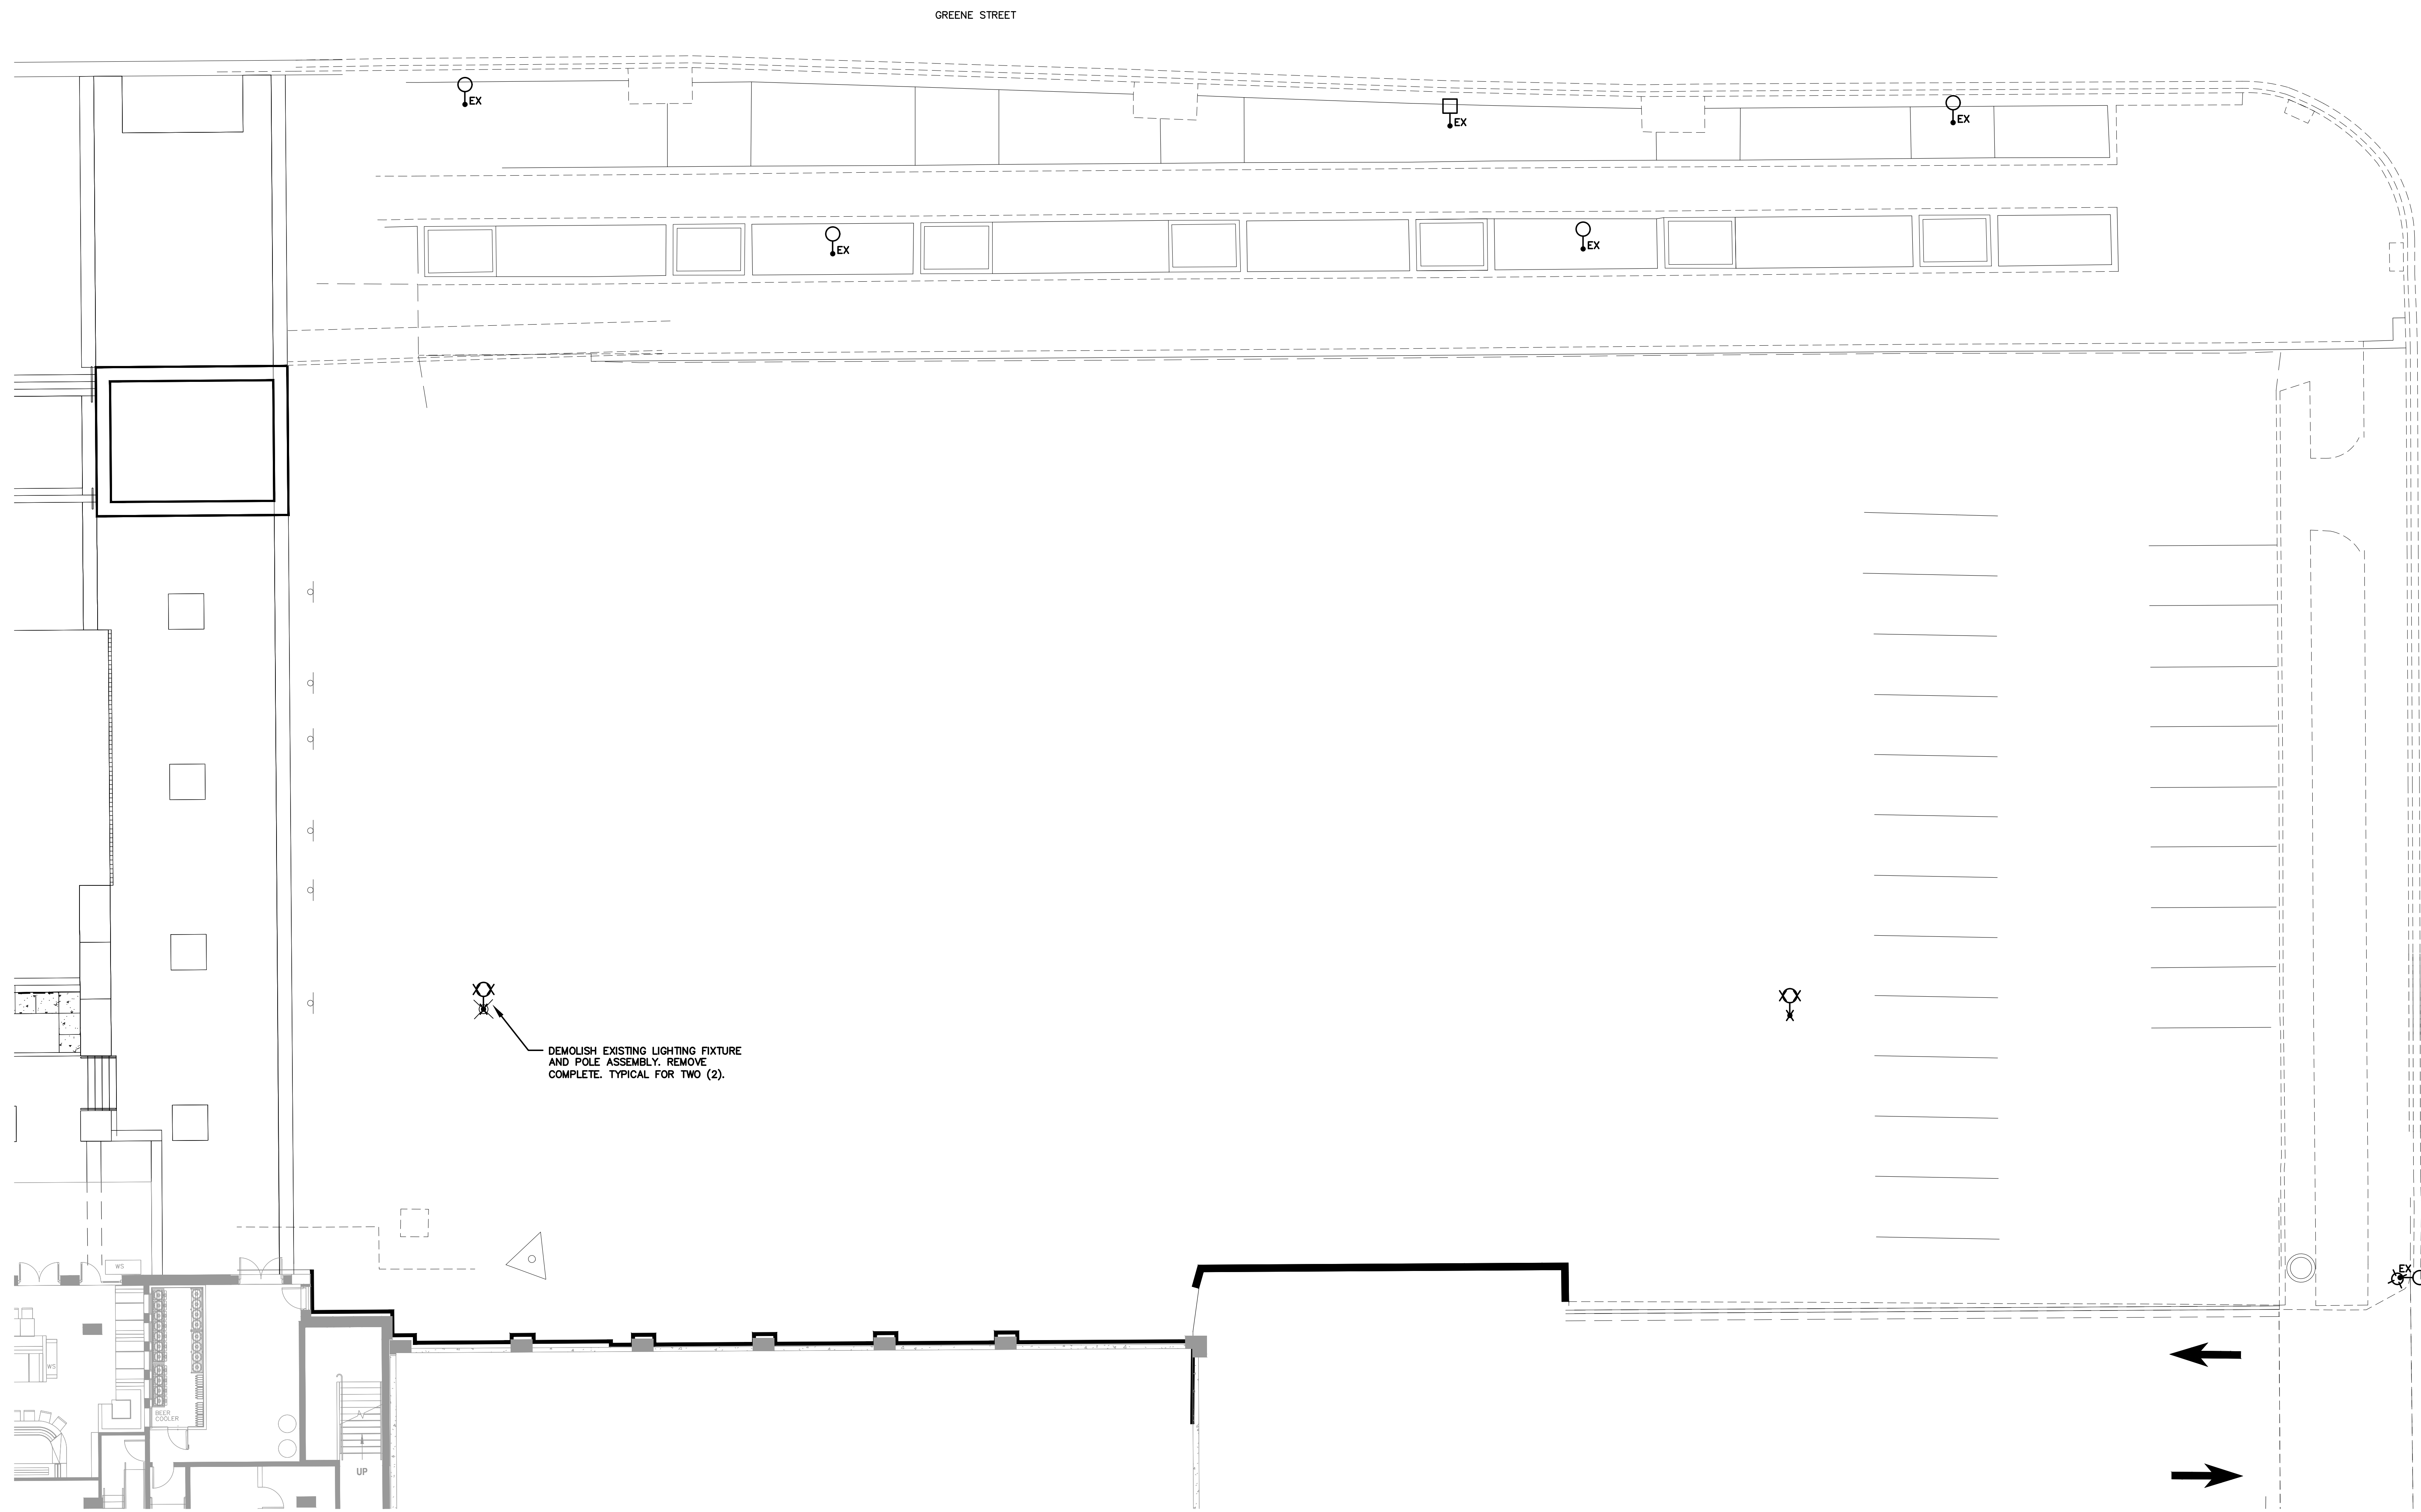 GREENE STREET
EX
EX
EX
EX
EX
DEMOLISH EXISTING LIGHTING FIXTURE
AND POLE ASSEMBLY. REMOVE
COMPLETE. TYPICAL FOR TWO (2).
WS
EX
WS
BEER
COOLER
UP